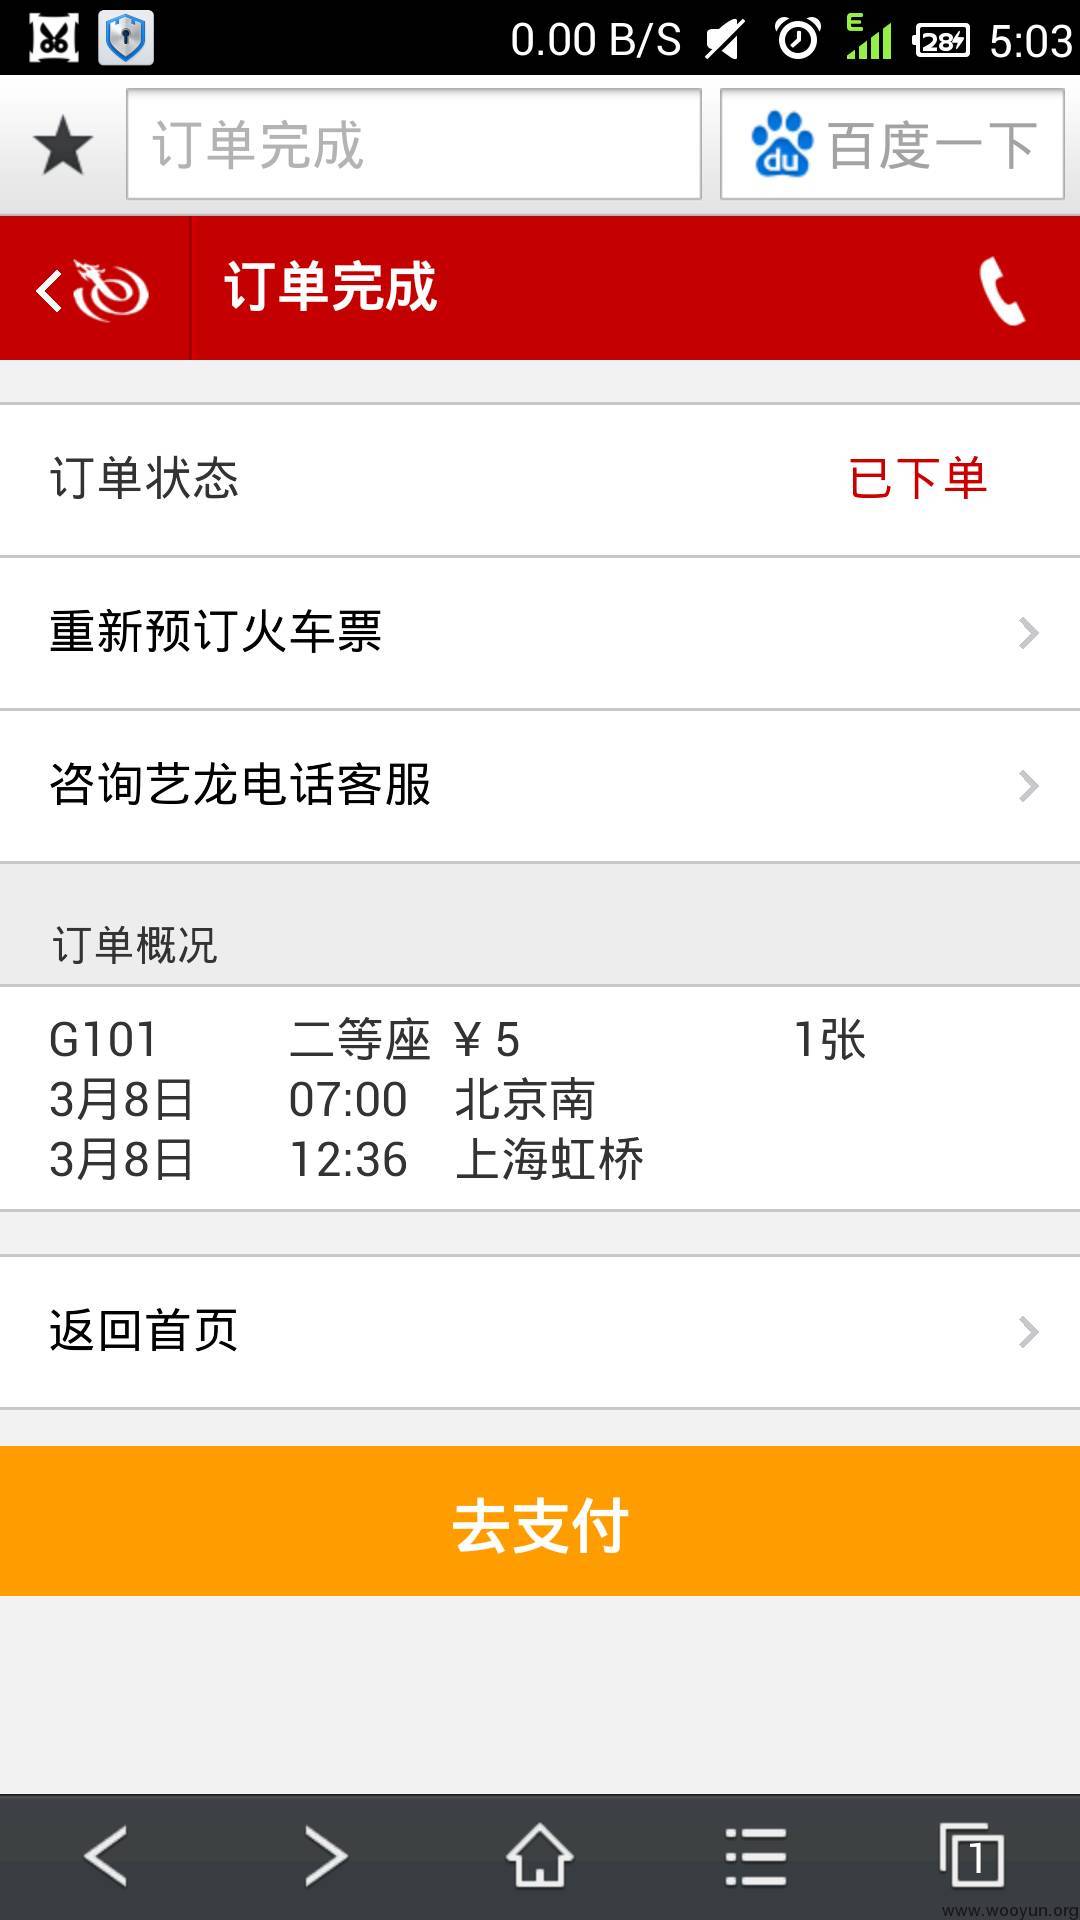 0.00 B/S E 28 5:03
订单完成 du 百度一下
订单完成
订单状态 已下单
重新预订火车票
咨询艺龙电话客服
订单概况
G101 二等座 ¥ 5 1张
3月8日 07:00 北京南
3月8日 12:36 上海虹桥
返回首页
去支付
1
www.wooyun.org